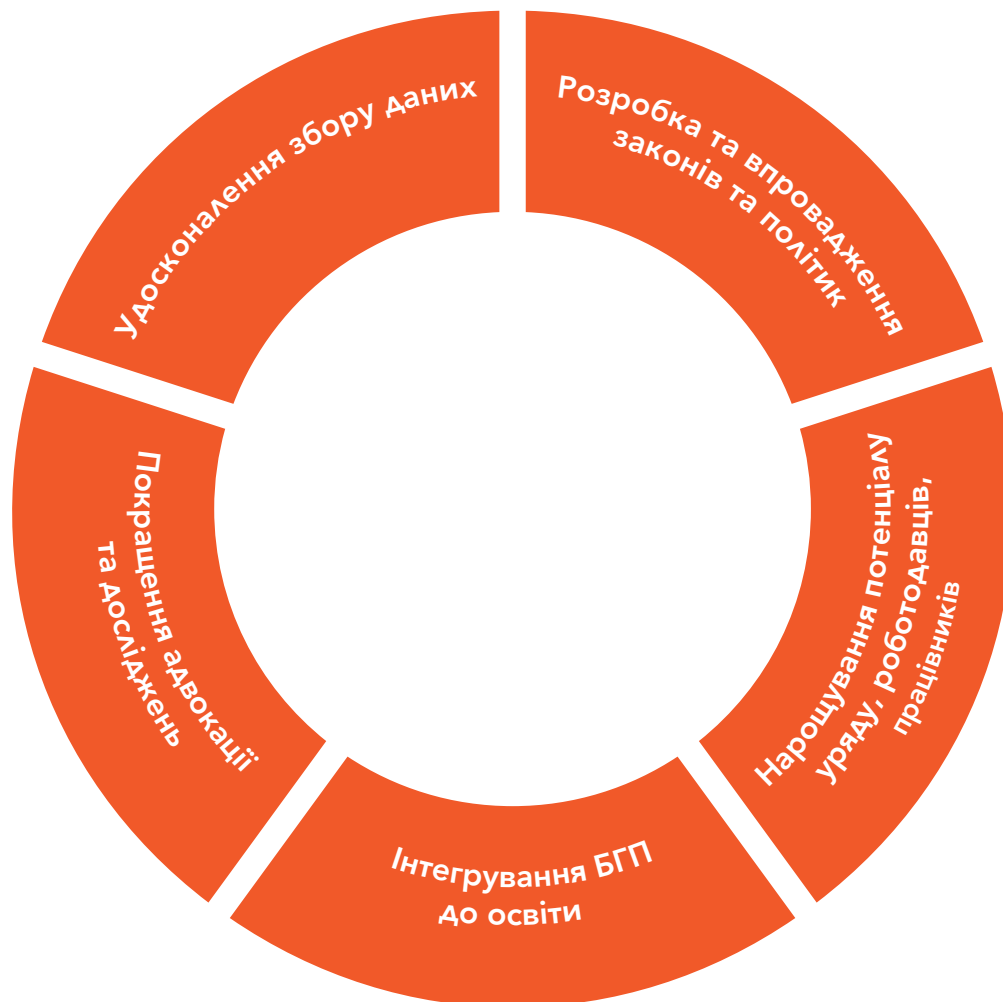 Удосконалення збору даних
Розробка та впровадження
законів та політик
Нарощування потенціалу
уряду, роботодавців,
працівників
Інтегрування БГП
до освіти
Покращення адвокації
та досліджень